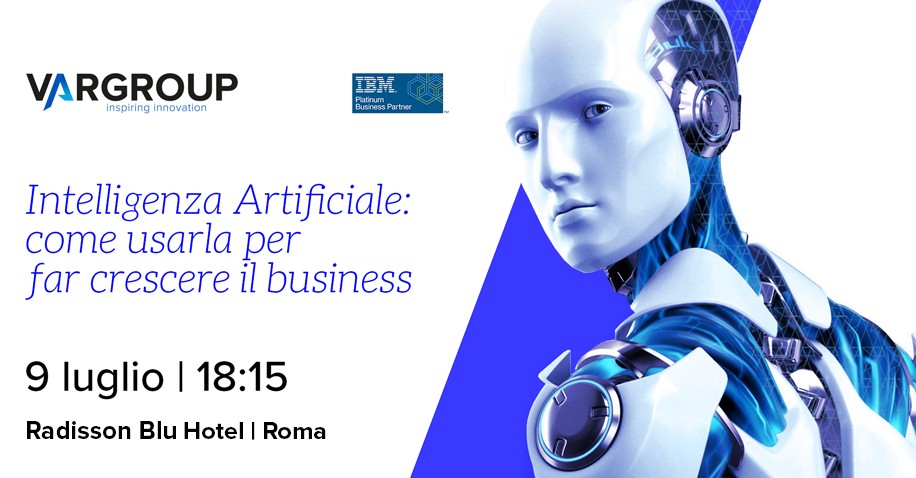 VARGROUP
inspiring innovation
IBM
Platinum
Business Partner
Intelligenza Artificiale:
come usarla per
far crescere il business
9 luglio | 18:15
Radisson Blu Hotel | Roma